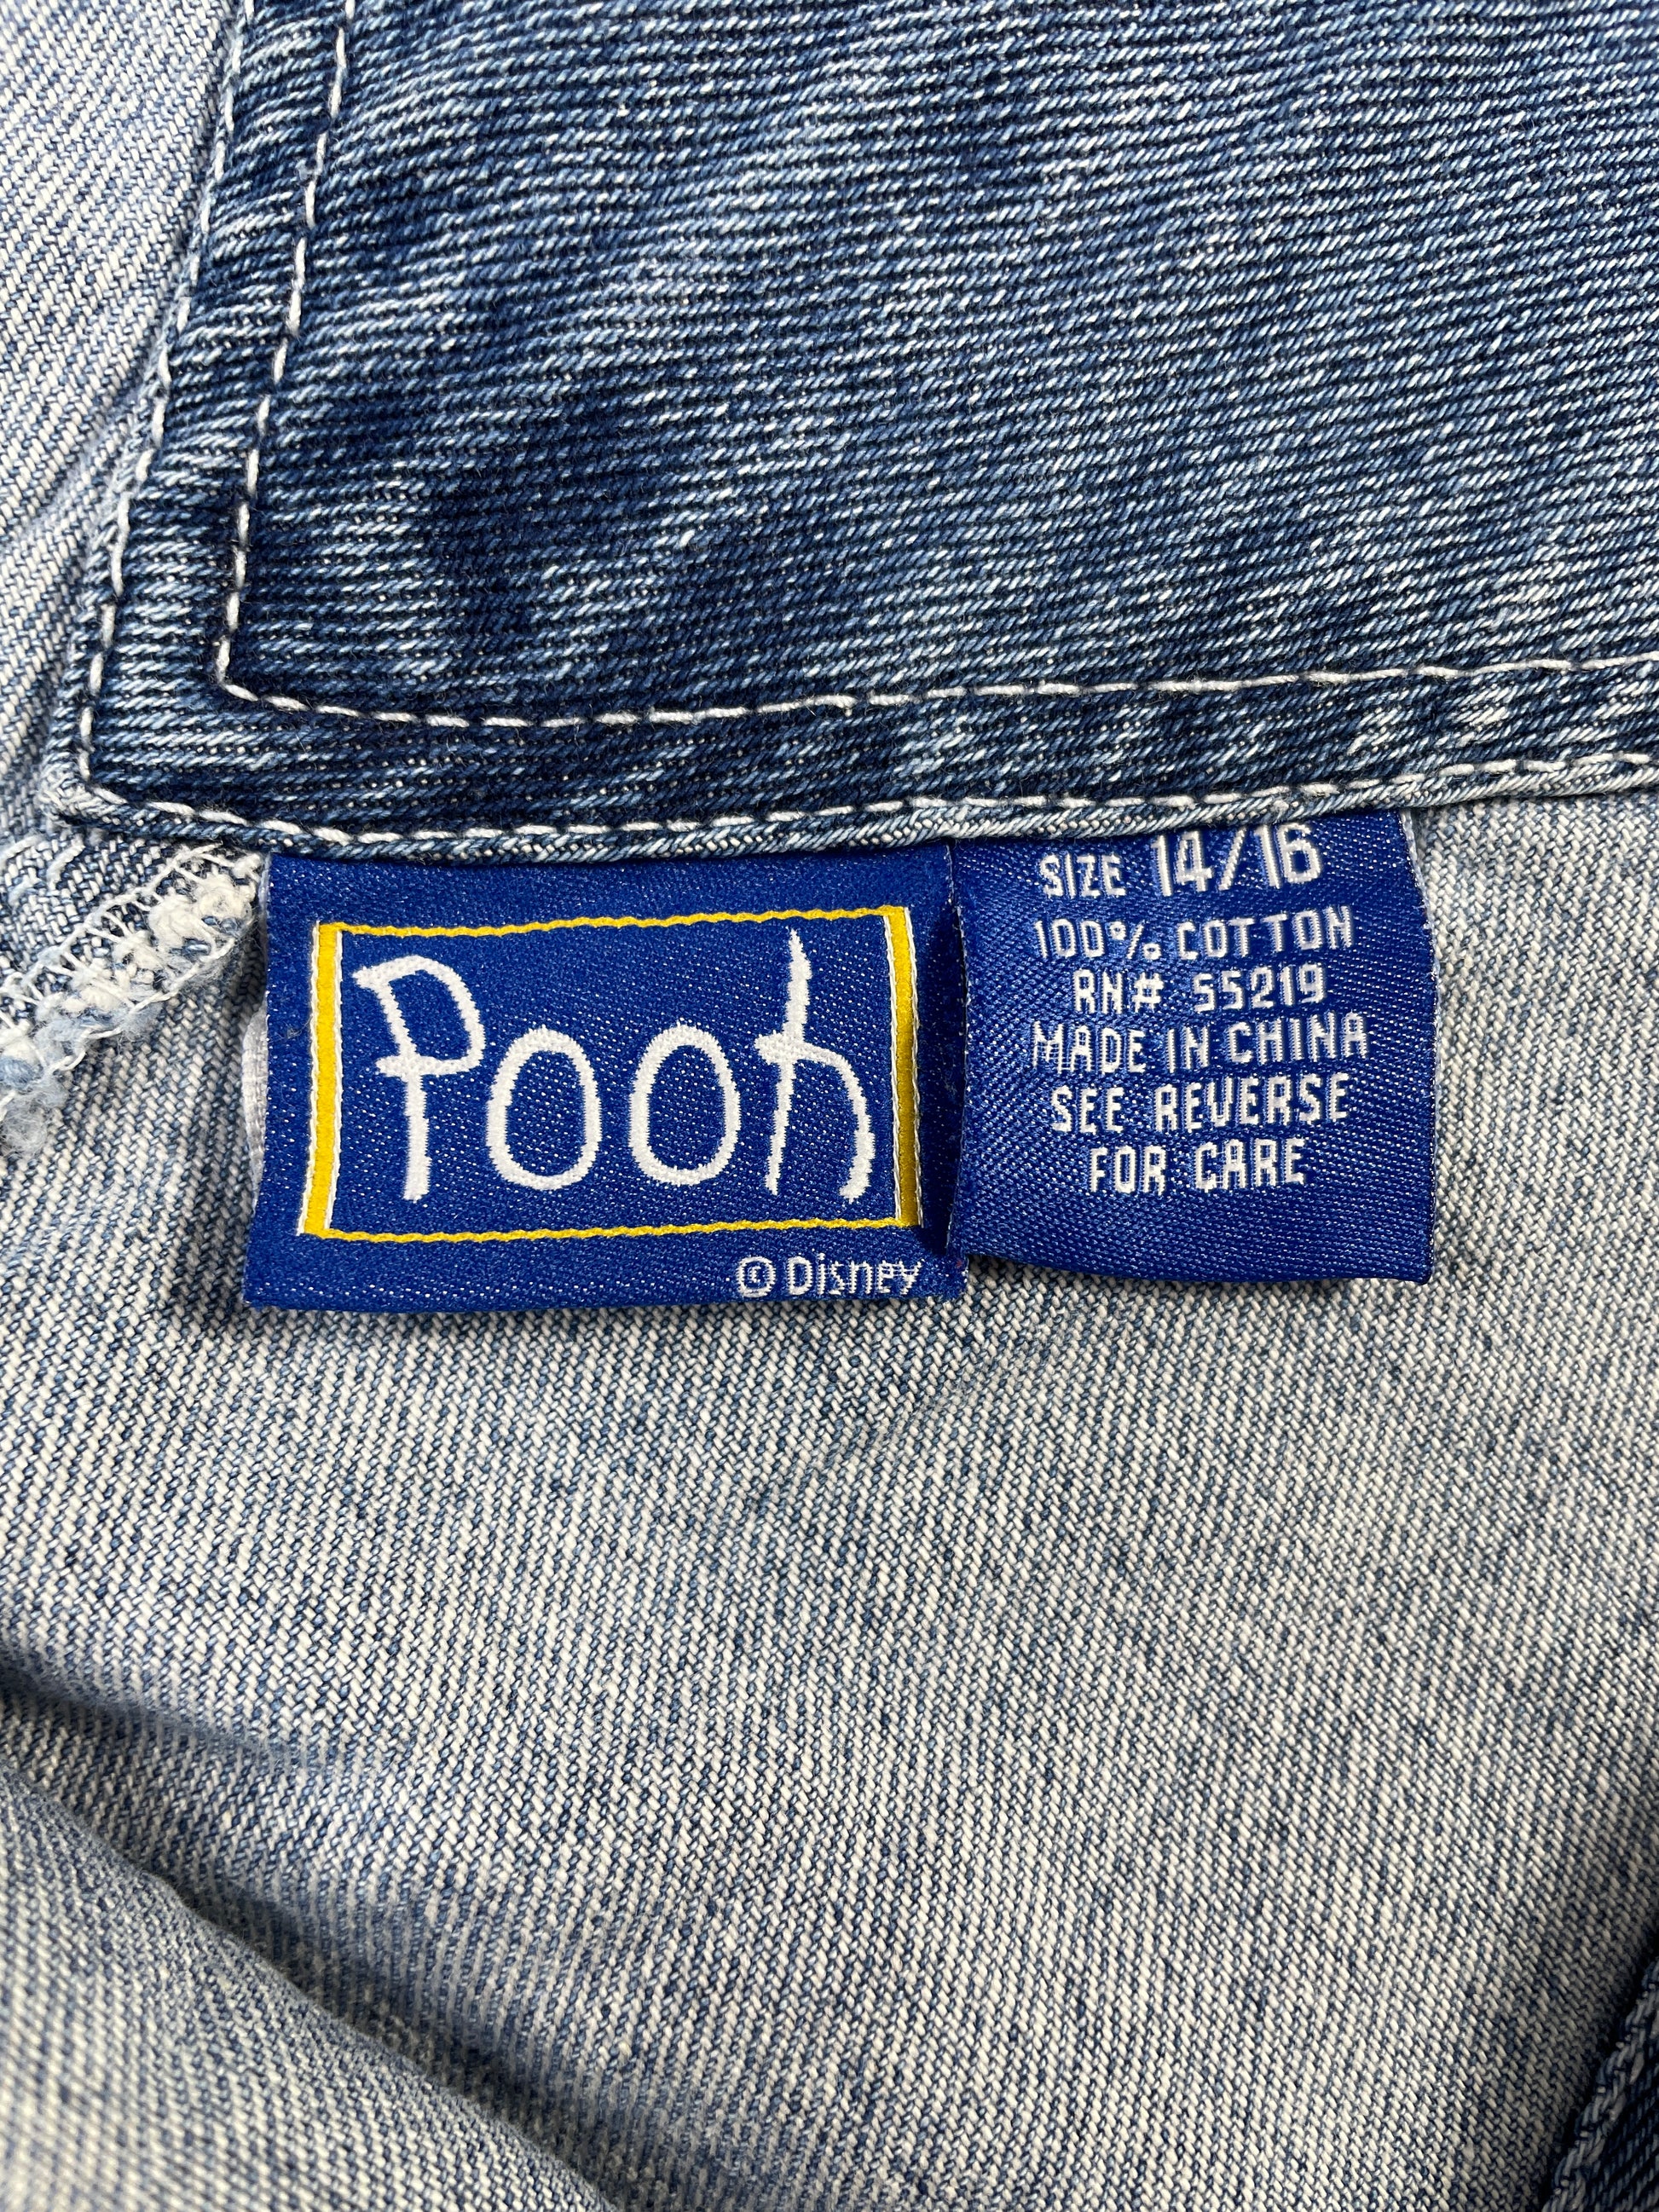 Pooh
© Disney
SIZE 14/16
100% COTTON
RN# 55219
MADE IN CHINA
SEE REVERSE
FOR CARE